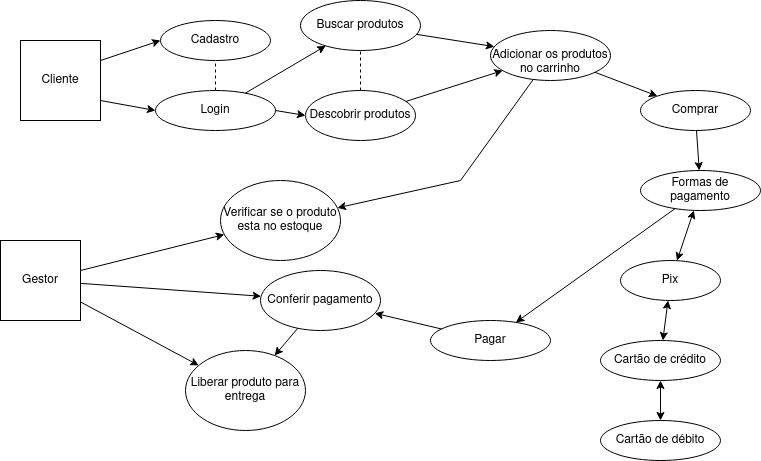 Cliente
Cadastro
Login
Buscar produtos
Descobrir produtos
Adicionar os produtos
no carrinho
Comprar
Formas de
pagamento
Verificar se o produto
esta no estoque
Gestor
Conferir pagamento
Pagar
Pix
Cartão de crédito
Cartão de débito
Liberar produto para
entrega